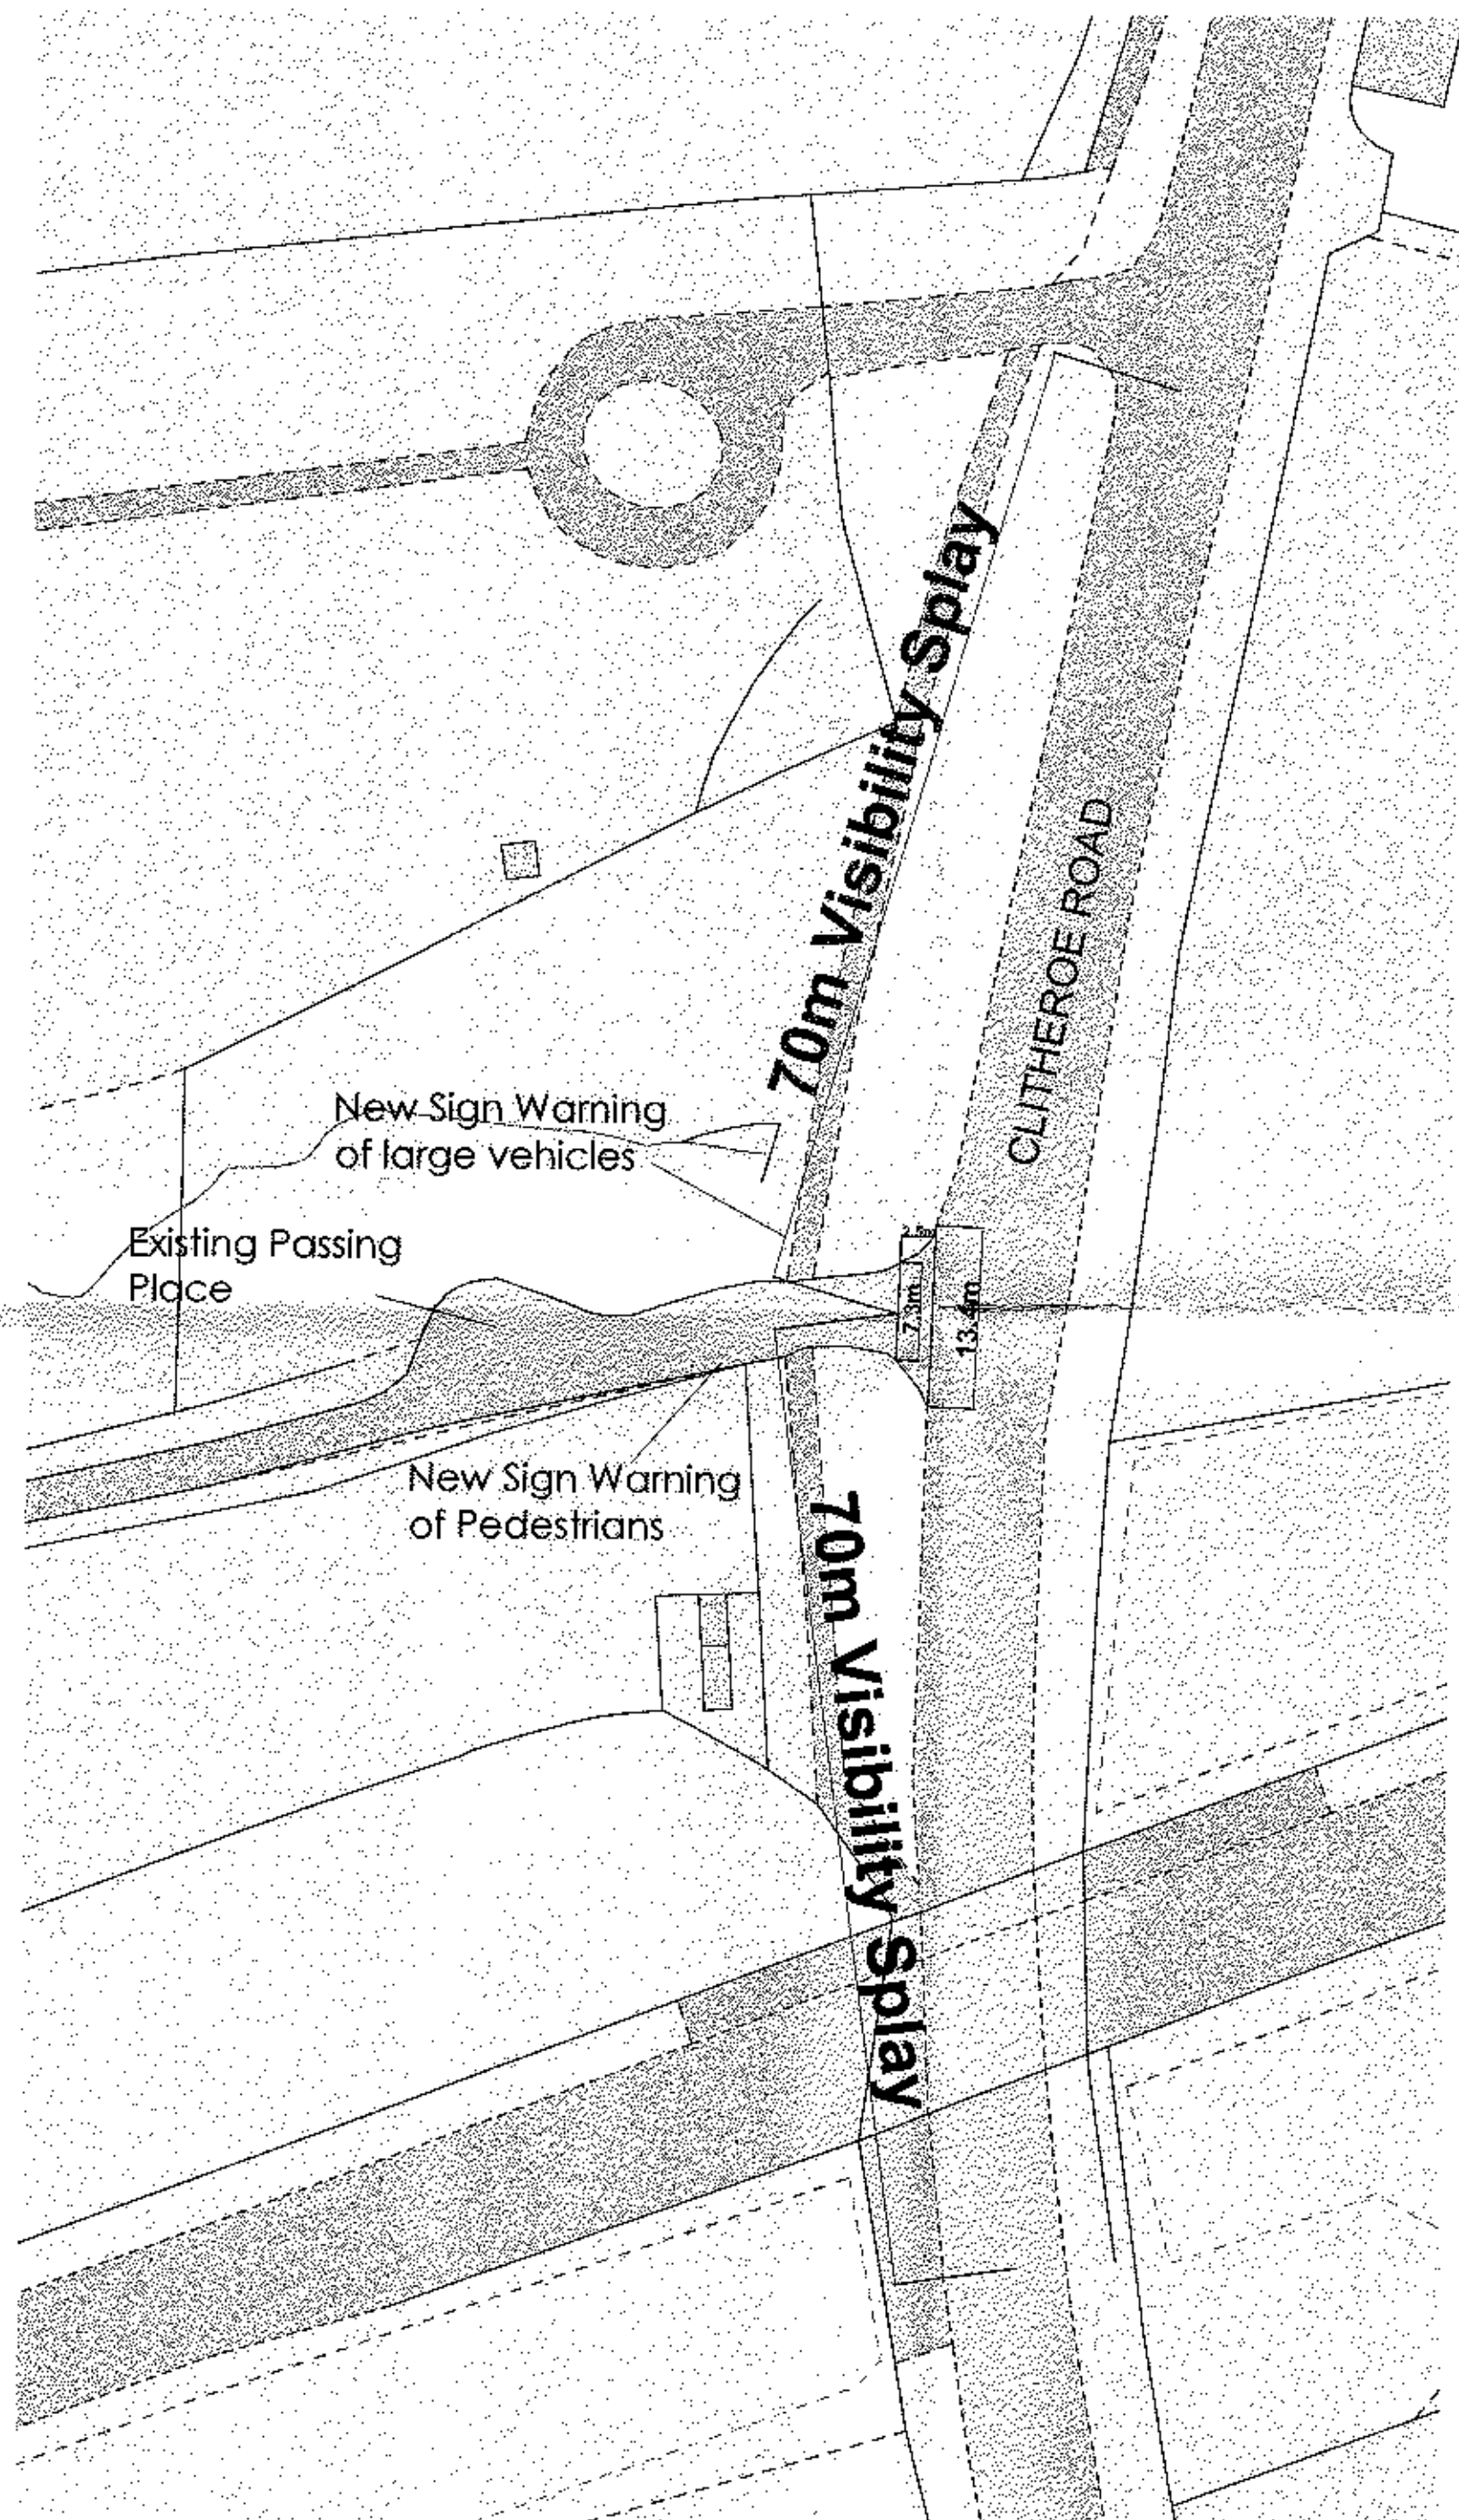 70m Visibility Splay
CLITHEROE ROAD
New Sign Warning
of large vehicles
Existing Passing
Place
7.3m
13.4m
New Sign Warning
of Pedestrians
70m Visibility Splay